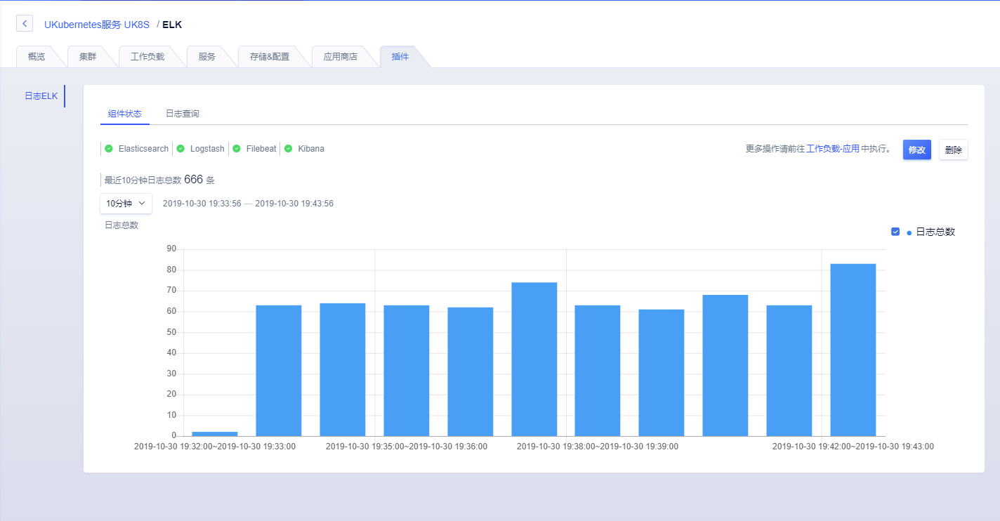 UKubernetes服务 UK8S / ELK
概览 集群 工作负载 服务 存储&配置 应用商店 插件
日志ELK
组件状态 日志查询
Elasticsearch Logstash Filebeat Kibana 更多操作请前往 工作负载-应用 中执行。 修改 删除
最近10分钟日志总数 666 条
10分钟 2019-10-30 19:33:56 — 2019-10-30 19:43:56
日志总数
日志总数
90
80
70
60
50
40
30
20
10
0
2019-10-30 19:32:00~2019-10-30 19:33:00 2019-10-30 19:35:00~2019-10-30 19:36:00 2019-10-30 19:38:00~2019-10-30 19:39:00 2019-10-30 19:42:00~2019-10-30 19:43:00